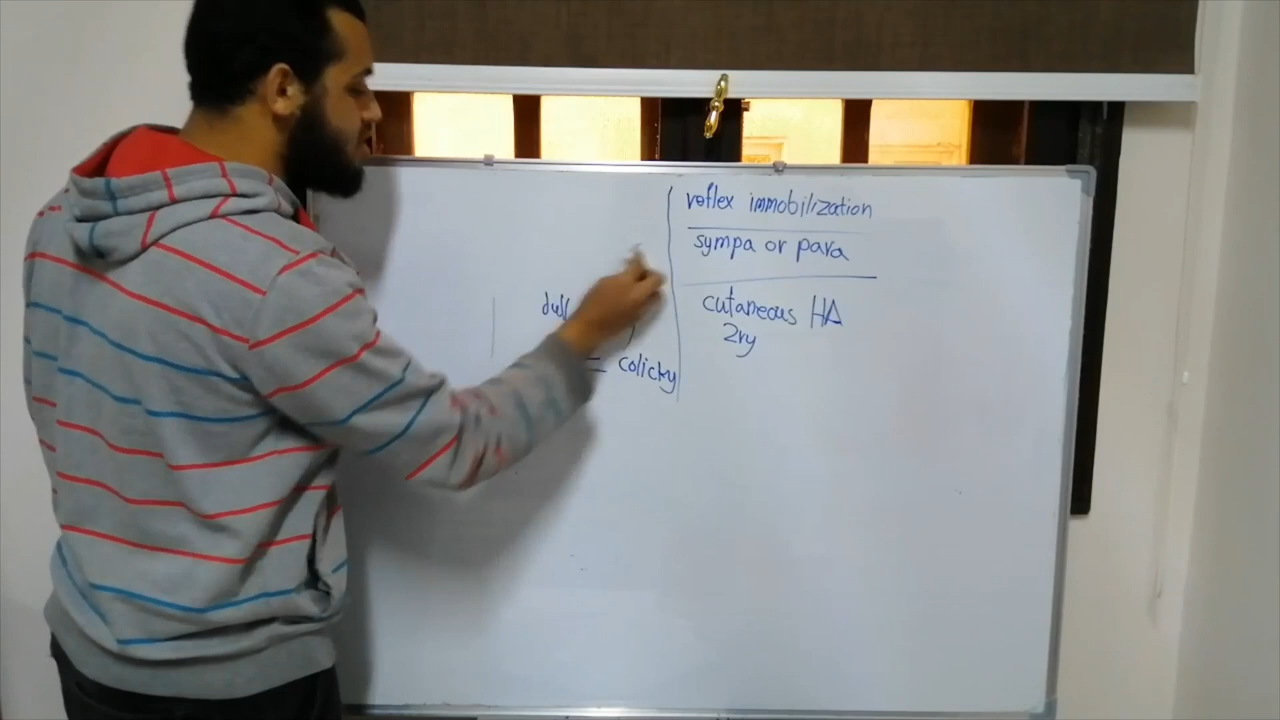 reflex immobilization
sympa or para
cutaneous HA
2ry
colicky